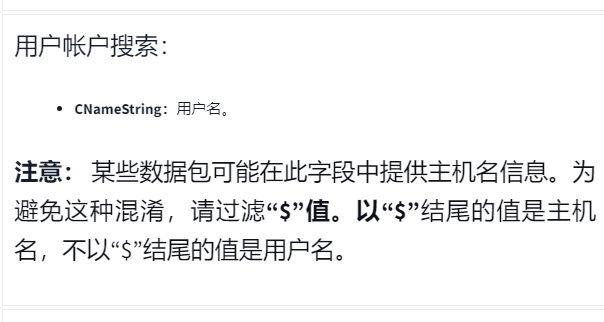 用户帐户搜索：
• CNameString：用户名。
注意： 某些数据包可能在此字段中提供主机名信息。为
避免这种混淆，请过滤“$”值。以“$”结尾的值是主机
名，不以“$”结尾的值是用户名。